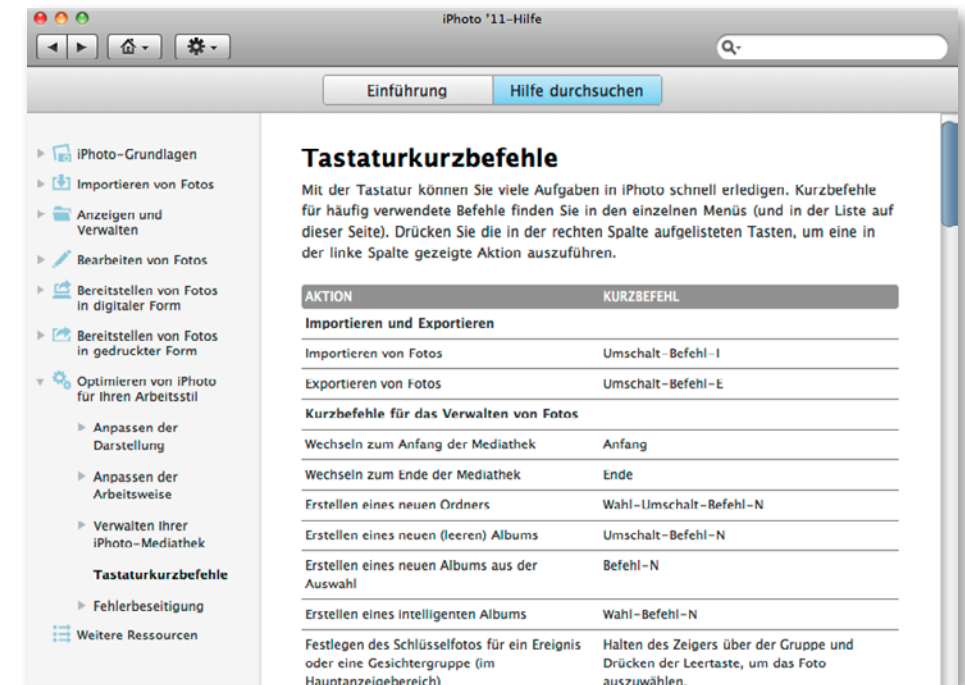 iPhoto '11-Hilfe
Einführung
Hilfe durchsuchen
iPhoto-Grundlagen
Importieren von Fotos
Anzeigen und
Verwalten
Bearbeiten von Fotos
Bereitstellen von Fotos
in digitaler Form
Bereitstellen von Fotos
in gedruckter Form
Optimieren von iPhoto
für Ihren Arbeitsstil
Anpassen der
Darstellung
Anpassen der
Arbeitsweise
Verwalten Ihrer
iPhoto-Mediathek
Tastaturkurzbefehle
Fehlerbeseitigung
Weitere Ressourcen
Tastaturkurzbefehle
Mit der Tastatur können Sie viele Aufgaben in iPhoto schnell erledigen. Kurzbefehle
für häufig verwendete Befehle finden Sie in den einzelnen Menüs (und in der Liste auf
dieser Seite). Drücken Sie die in der rechten Spalte aufgelisteten Tasten, um eine in
der linke Spalte gezeigte Aktion auszuführen.
AKTION KURZBEFEHL
Importieren und Exportieren
Importieren von Fotos Umschalt-Befehl-I
Exportieren von Fotos Umschalt-Befehl-E
Kurzbefehle für das Verwalten von Fotos
Wechseln zum Anfang der Mediathek Anfang
Wechseln zum Ende der Mediathek Ende
Erstellen eines neuen Ordners Wahl-Umschalt-Befehl-N
Erstellen eines neuen (leeren) Albums Umschalt-Befehl-N
Erstellen eines neuen Albums aus der Befehl-N
Auswahl
Erstellen eines intelligenten Albums Wahl-Befehl-N
Festlegen des Schlüsselfotos für ein Ereignis Halten des Zeigers über der Gruppe und
oder eine Gesichtergruppe (im Drücken der Leertaste, um das Foto
Hauptanzeigebereich) auszuwählen.